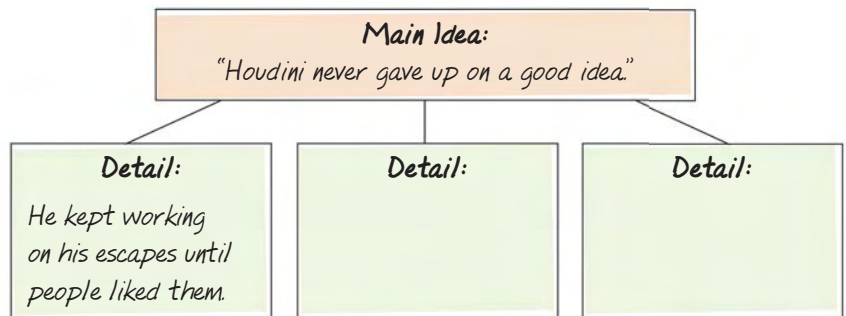 Main Idea:
“Houdini never gave up on a good idea.”
Detail:
He kept working
on his escapes until
people liked them.
Detail:
Detail: